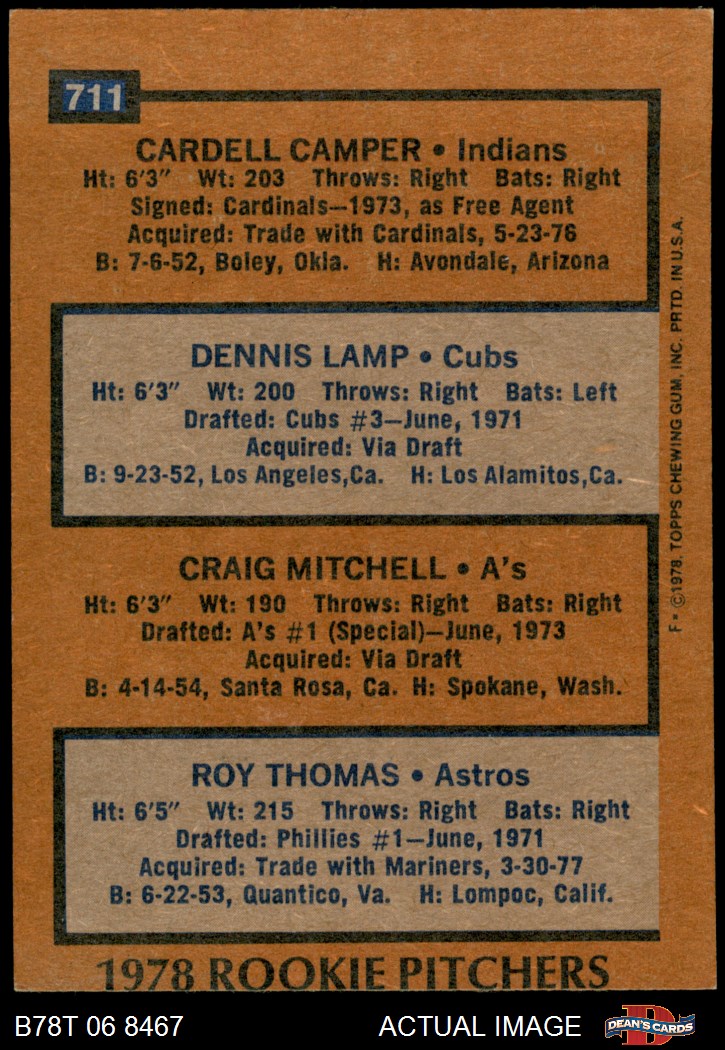 711
CARDELL CAMPER • Indians
Ht: 6'3" Wt: 203 Throws: Right Bats: Right
Signed: Cardinals—1973, as Free Agent
Acquired: Trade with Cardinals, 5-23-76
B: 7-6-52, Boley, Okla. H: Avondale, Arizona
DENNIS LAMP • Cubs
Ht: 6'3" Wt: 200 Throws: Right Bats: Left
Drafted: Cubs #3—June, 1971
Acquired: Via Draft
B: 9-23-52, Los Angeles,Ca. H: Los Alamitos,Ca.
CRAIG MITCHELL • A's
Ht: 6'3" Wt: 190 Throws: Right Bats: Right
Drafted: A's #1 (Special)—June, 1973
Acquired: Via Draft
B: 4-14-54, Santa Rosa, Ca. H: Spokane, Wash.
ROY THOMAS • Astros
Ht: 6'5" Wt: 215 Throws: Right Bats: Right
Drafted: Phillies #1—June, 1971
Acquired: Trade with Mariners, 3-30-77
B: 6-22-53, Quantico, Va. H: Lompoc, Calif.
1978 ROOKIE PITCHERS
F• ©1978. TOPPS CHEWING GUM, INC. PRTD. IN U.S.A.
B78T 06 8467
ACTUAL IMAGE
D
DEAN'S CARDS